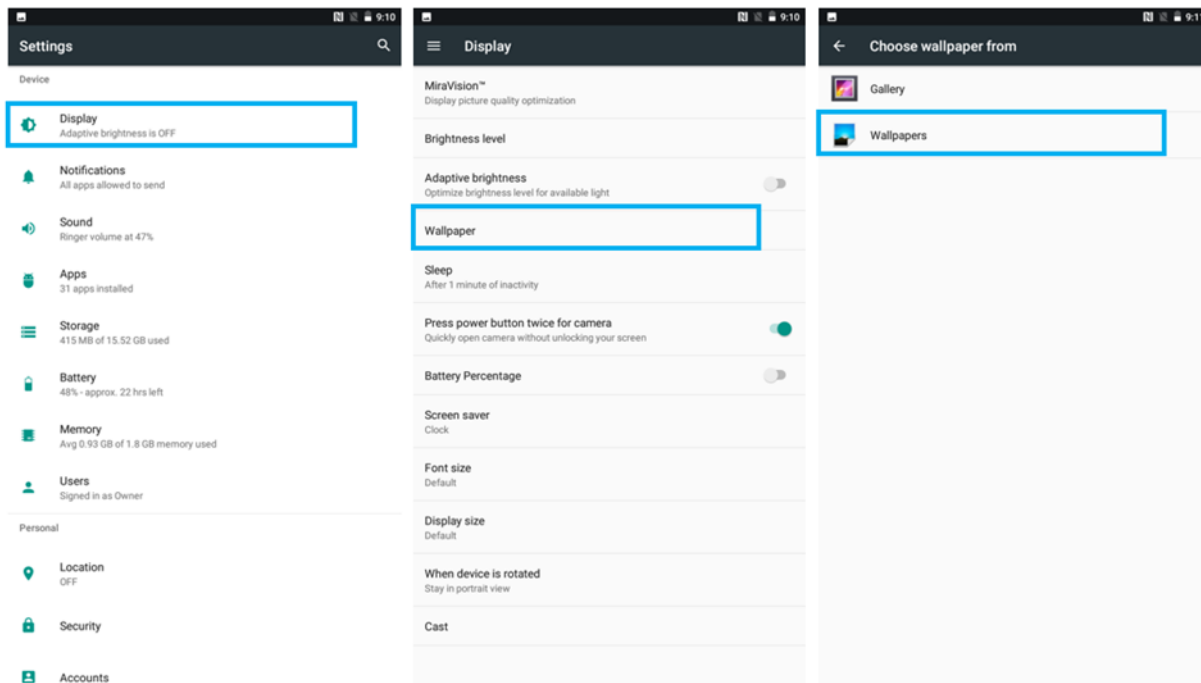 9:10
Settings
Device
Display
Adaptive brightness is OFF
Notifications
All apps allowed to send
Sound
Ringer volume at 47%
Apps
31 apps installed
Storage
415 MB of 15.52 GB used
Battery
48% - approx. 22 hrs left
Memory
Avg 0.93 GB of 1.8 GB memory used
Users
Signed in as Owner
Personal
Location
OFF
Security
Accounts
9:10
Display
MiraVision™
Display picture quality optimization
Brightness level
Adaptive brightness
Optimize brightness level for available light
Wallpaper
Sleep
After 1 minute of inactivity
Press power button twice for camera
Quickly open camera without unlocking your screen
Battery Percentage
Screen saver
Clock
Font size
Default
Display size
Default
When device is rotated
Stay in portrait view
Cast
Choose wallpaper from
Gallery
Wallpapers